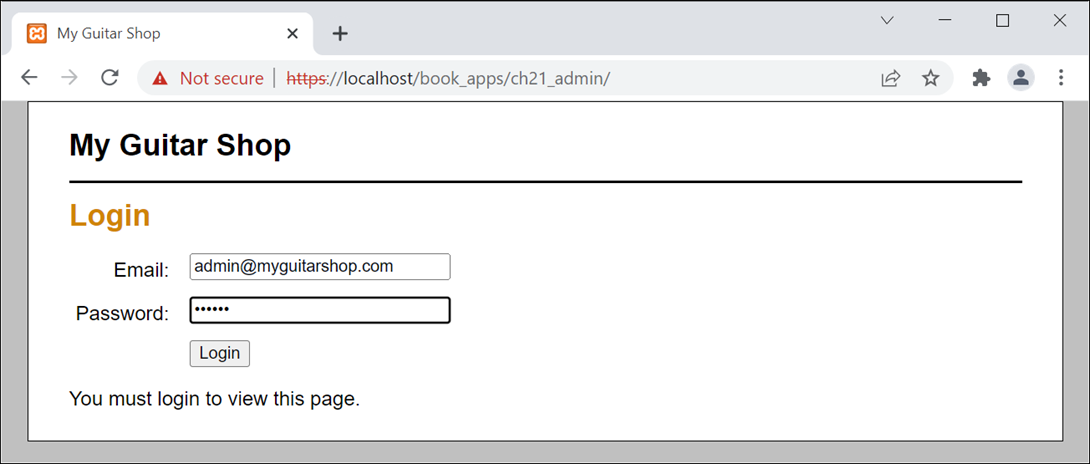 My Guitar Shop
Not secure | https://localhost/book_apps/ch21_admin/
My Guitar Shop
Login
Email: admin@myguitarshop.com
Password: ••••••
Login
You must login to view this page.